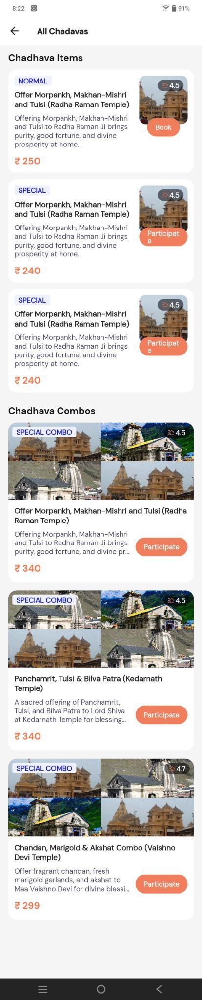 8:22
91%
All Chadavas
Chadhava Items
NORMAL
4.5
Offer Morpankh, Makhan-Mishri
and Tulsi (Radha Raman Temple)
Offering Morpankh, Makhan-Mishri
and Tulsi to Radha Raman Ji brings
purity, good fortune, and divine
prosperity at home.
Book
₹ 250
SPECIAL
4.5
Offer Morpankh, Makhan-Mishri
and Tulsi (Radha Raman Temple)
Offering Morpankh, Makhan-Mishri
and Tulsi to Radha Raman Ji brings
purity, good fortune, and divine
prosperity at home.
Participat
e
₹ 240
SPECIAL
4.5
Offer Morpankh, Makhan-Mishri
and Tulsi (Radha Raman Temple)
Offering Morpankh, Makhan-Mishri
and Tulsi to Radha Raman Ji brings
purity, good fortune, and divine
prosperity at home.
Participat
e
₹ 240
Chadhava Combos
SPECIAL COMBO
4.5
Offer Morpankh, Makhan-Mishri and Tulsi (Radha
Raman Temple)
Offering Morpankh, Makhan-Mishri
and Tulsi to Radha Raman Ji brings
purity, good fortune, and divine pr...
Participate
₹ 340
SPECIAL COMBO
4.5
Panchamrit, Tulsi & Bilva Patra (Kedarnath
Temple)
A sacred offering of Panchamrit,
Tulsi, and Bilva Patra to Lord Shiva
at Kedarnath Temple for blessing...
Participate
₹ 340
SPECIAL COMBO
4.7
Chandan, Marigold & Akshat Combo (Vaishno
Devi Temple)
Offer fragrant chandan, fresh
marigold garlands, and akshat to
Maa Vaishno Devi for divine blessi...
Participate
₹ 299